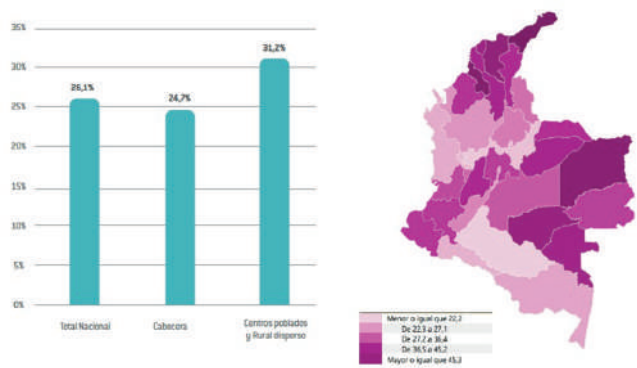 35%
30%
25%
20%
15%
10%
5%
0%
26,1%
24,7%
31,2%
Total Nacional
Cabecera
Centros poblados
y Rural disperso
Menor o igual que 22,2
De 22,3 a 27,1
De 27,2 a 36,4
De 36,5 a 45,2
Mayor o igual que 45,3